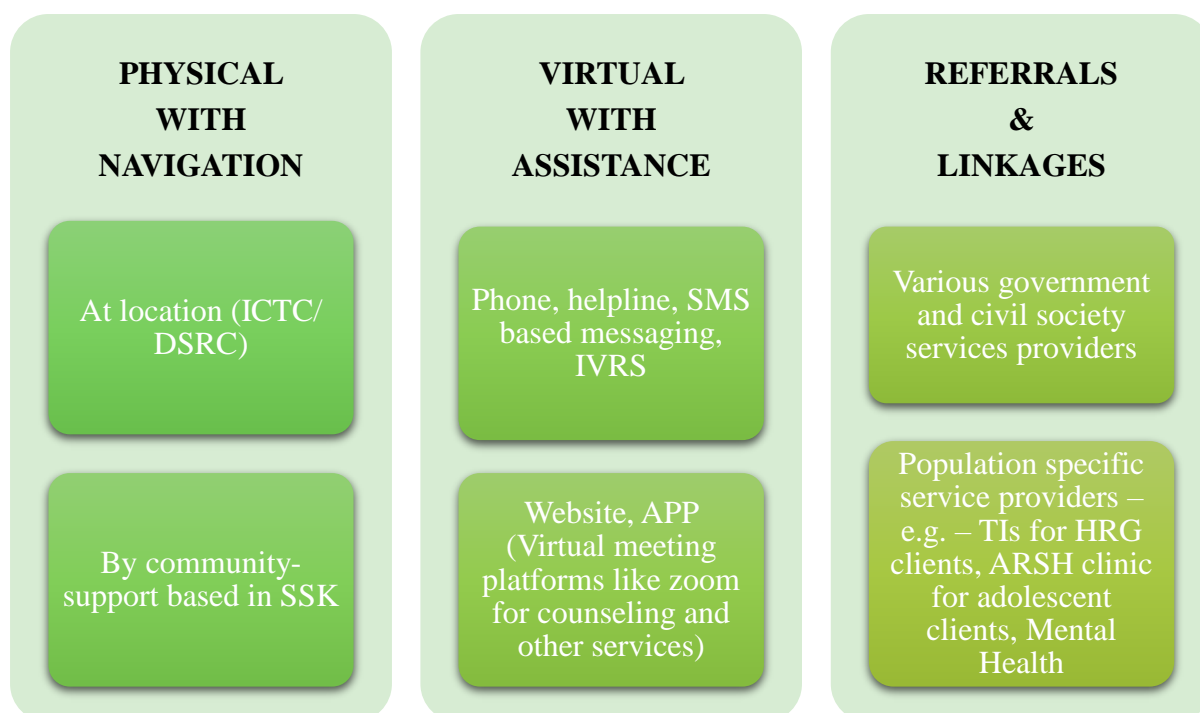 PHYSICAL
WITH
NAVIGATION
At location (ICTC/
DSRC)
By community-
support based in SSK
VIRTUAL
WITH
ASSISTANCE
Phone, helpline, SMS
based messaging,
IVRS
Website, APP
(Virtual meeting
platforms like zoom
for counseling and
other services)
REFERRALS
&
LINKAGES
Various government
and civil society
services providers
Population specific
service providers –
e.g. – TIs for HRG
clients, ARSH clinic
for adolescent
clients, Mental
Health